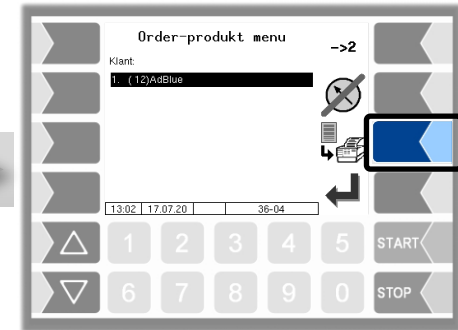 Order-produkt menu
->2
Klant:
1. (12)AdBlue
13:02 17.07.20 36-04
1 2 3 4 5 START
6 7 8 9 0 STOP